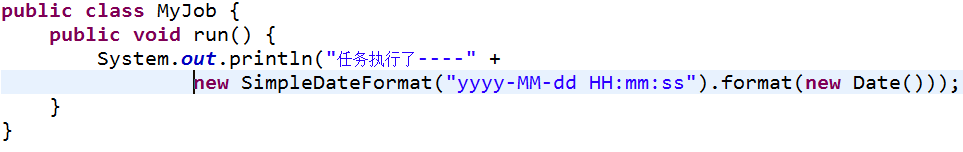 public class MyJob {
    public void run() {
        System.out.println("任务执行了----" +
                new SimpleDateFormat("yyyy-MM-dd HH:mm:ss").format(new Date()));
    }
}